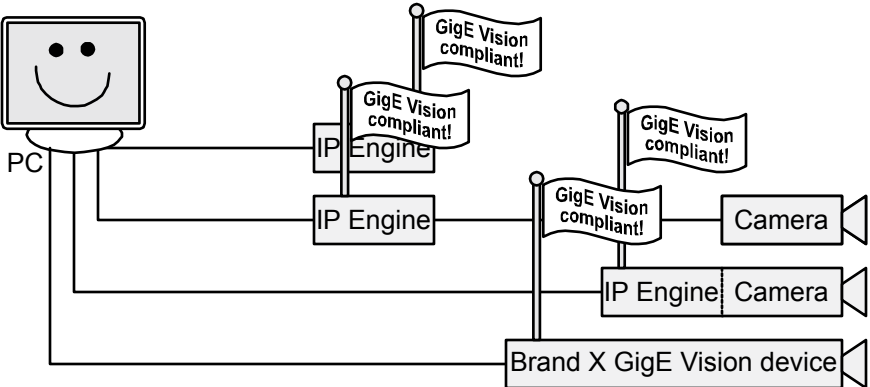 GigE Vision
compliant!
GigE Vision
compliant!
GigE Vision
compliant!
IP Engine
PC
GigE Vision
compliant!
IP Engine
Camera
IP Engine
Camera
Brand X GigE Vision device